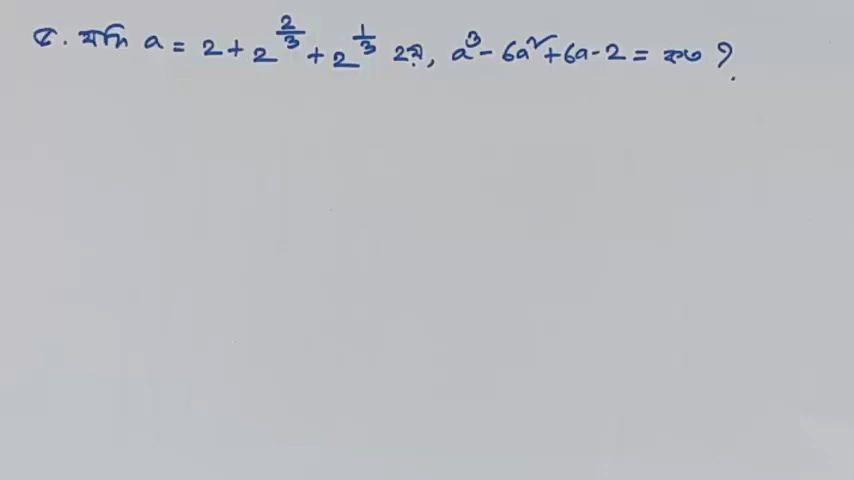 ৫. যদি a = 2 + 2^{2/3} + 2^{1/3} হয়, a³ - 6a² + 6a - 2 = কত ?